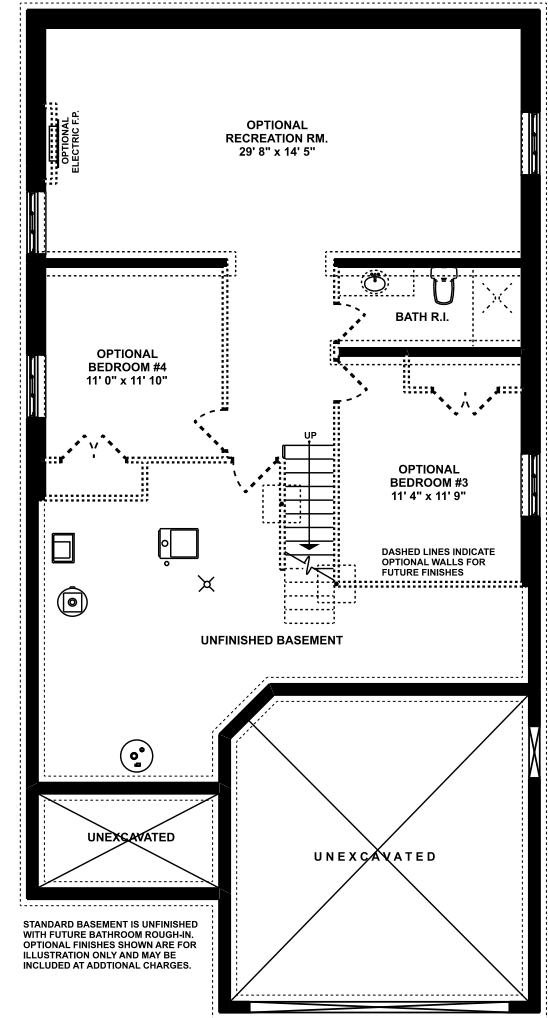 OPTIONAL
RECREATION RM.
29' 8" x 14' 5"
OPTIONAL
ELECTRIC F.P.
BATH R.I.
OPTIONAL
BEDROOM #4
11' 0" x 11' 10"
UP
OPTIONAL
BEDROOM #3
11' 4" x 11' 9"
DASHED LINES INDICATE
OPTIONAL WALLS FOR
FUTURE FINISHES
UNFINISHED BASEMENT
UNEXCAVATED
UNEXCAVATED
STANDARD BASEMENT IS UNFINISHED
WITH FUTURE BATHROOM ROUGH-IN.
OPTIONAL FINISHES SHOWN ARE FOR
ILLUSTRATION ONLY AND MAY BE
INCLUDED AT ADDTIONAL CHARGES.